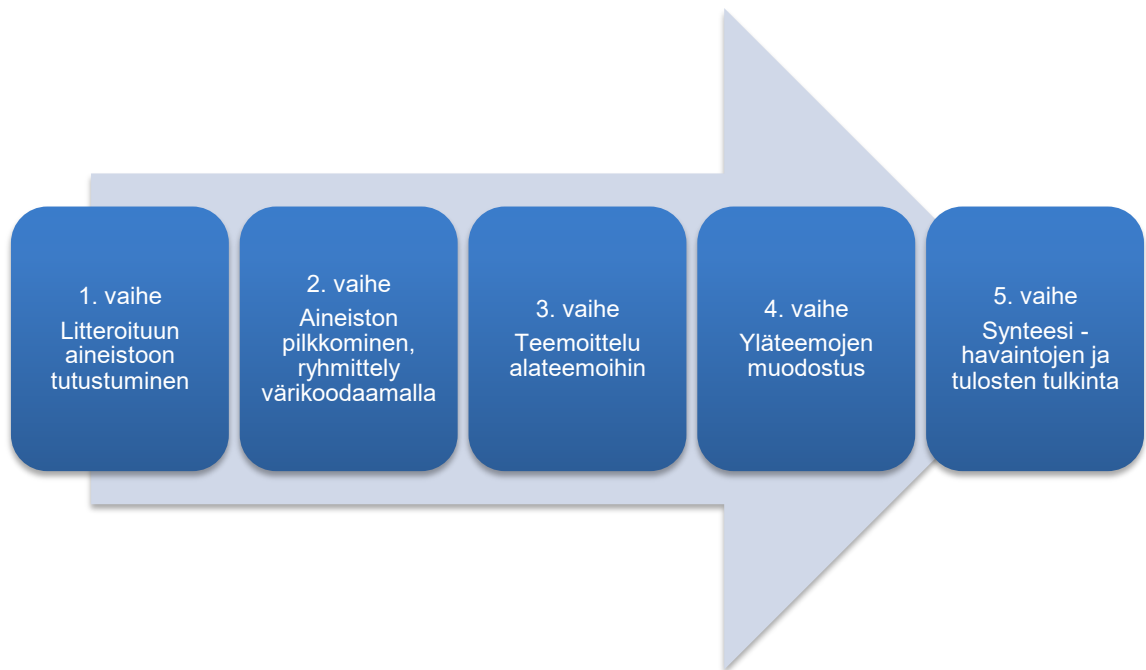 1. vaihe
Litteroituun
aineistoon
tutustuminen
2. vaihe
Aineiston
pilkkominen,
ryhmittely
värikoodaamalla
3. vaihe
Teemoittelu
alateemoihin
4. vaihe
Yläteemojen
muodostus
5. vaihe
Synteesi -
havaintojen ja
tulosten tulkinta